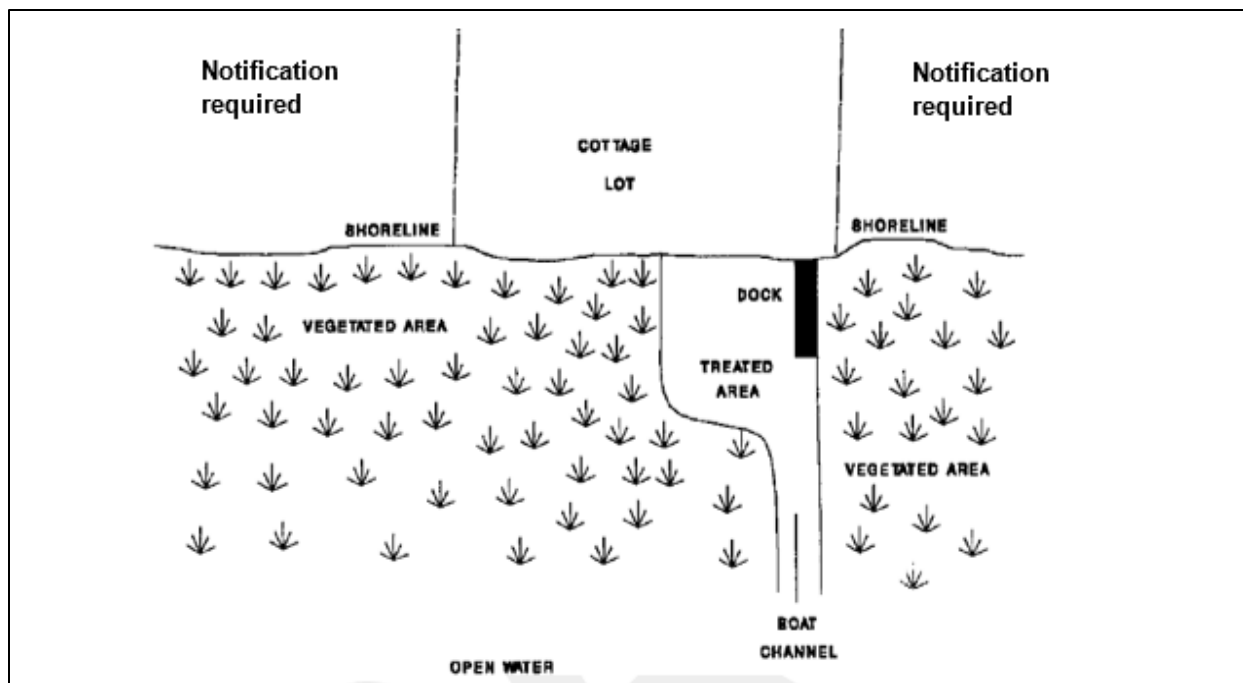 Notification
required
Notification
required
COTTAGE
LOT
SHORELINE
SHORELINE
DOCK
VEGETATED AREA
TREATED
AREA
VEGETATED AREA
BOAT
CHANNEL
OPEN WATER